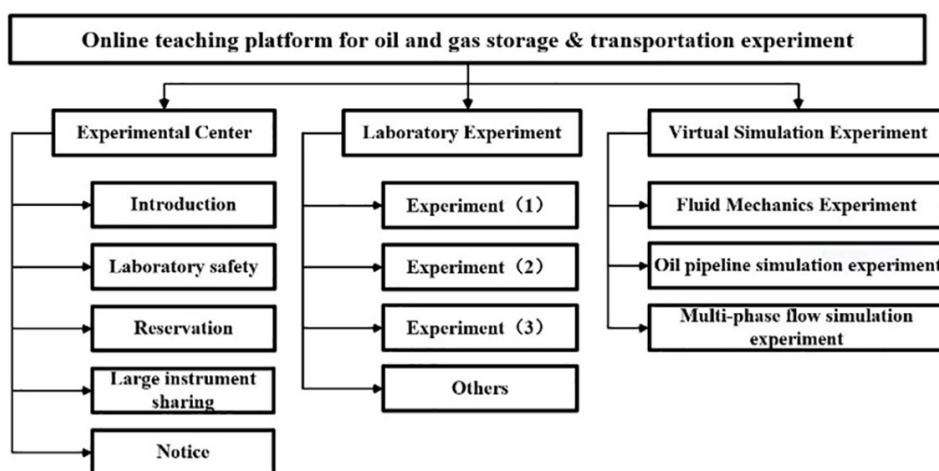 Online teaching platform for oil and gas storage & transportation experiment
Experimental Center
Introduction
Laboratory safety
Reservation
Large instrument
sharing
Notice
Laboratory Experiment
Experiment（1）
Experiment（2）
Experiment（3）
Others
Virtual Simulation Experiment
Fluid Mechanics Experiment
Oil pipeline simulation experiment
Multi-phase flow simulation
experiment